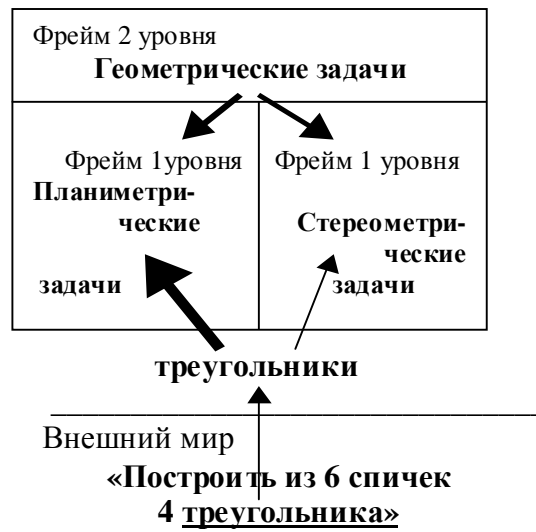 Фрейм 2 уровня
Геометрические задачи
Фрейм 1уровня
Планиметри-
ческие
задачи
Фрейм 1 уровня
Стереометри-
ческие
задачи
треугольники
Внешний мир
«Построить из 6 спичек
4 треугольника»